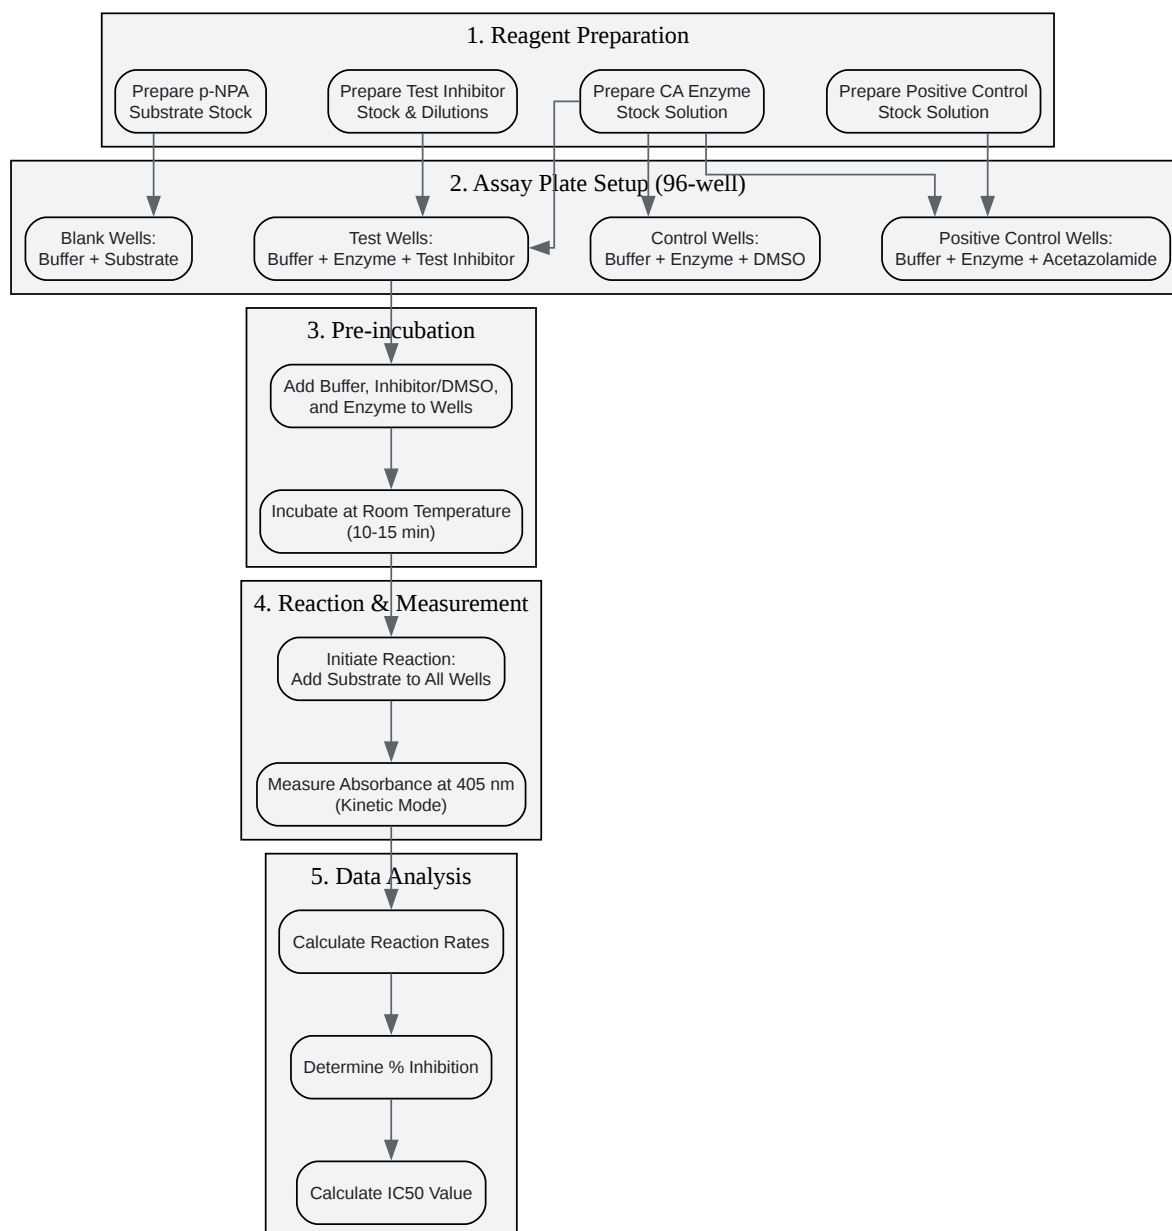 1. Reagent Preparation
Prepare p-NPA
Substrate Stock
Prepare Test Inhibitor
Stock & Dilutions
Prepare CA Enzyme
Stock Solution
Prepare Positive Control
Stock Solution
2. Assay Plate Setup (96-well)
Blank Wells:
Buffer + Substrate
Test Wells:
Buffer + Enzyme + Test Inhibitor
Control Wells:
Buffer + Enzyme + DMSO
Positive Control Wells:
Buffer + Enzyme + Acetazolamide
3. Pre-incubation
Add Buffer, Inhibitor/DMSO,
and Enzyme to Wells
Incubate at Room Temperature
(10-15 min)
4. Reaction & Measurement
Initiate Reaction:
Add Substrate to All Wells
Measure Absorbance at 405 nm
(Kinetic Mode)
5. Data Analysis
Calculate Reaction Rates
Determine % Inhibition
Calculate IC50 Value